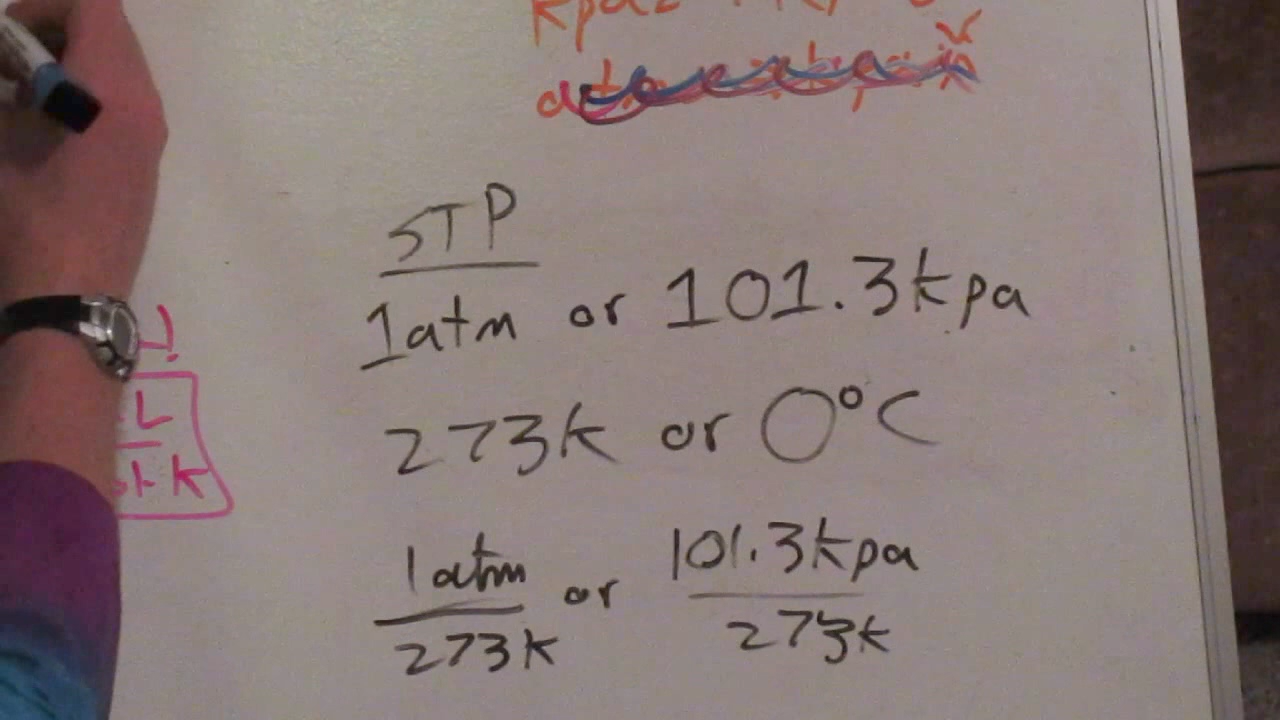 STP
1atm or 101.3kpa
273k or 0°C
1atm or 101.3kpa
273k 273k
L
k